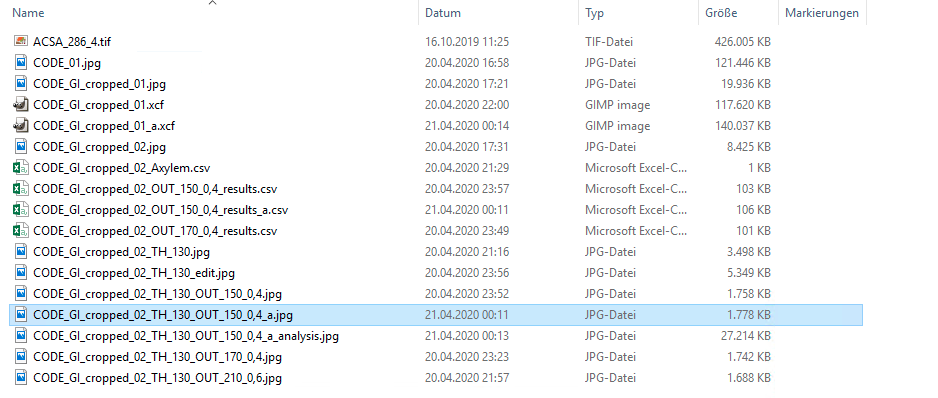 Name Datum Typ Größe Markierungen
ACSA_286_4.tif 16.10.2019 11:25 TIF-Datei 426.005 KB
CODE_01.jpg 20.04.2020 16:58 JPG-Datei 121.446 KB
CODE_GI_cropped_01.jpg 20.04.2020 17:21 JPG-Datei 19.936 KB
CODE_GI_cropped_01.xcf 20.04.2020 22:00 GIMP image 117.620 KB
CODE_GI_cropped_01_a.xcf 21.04.2020 00:14 GIMP image 140.037 KB
CODE_GI_cropped_02.jpg 20.04.2020 17:31 JPG-Datei 8.425 KB
CODE_GI_cropped_02_Axylem.csv 20.04.2020 21:29 Microsoft Excel-C... 1 KB
CODE_GI_cropped_02_OUT_150_0,4_results.csv 20.04.2020 23:57 Microsoft Excel-C... 103 KB
CODE_GI_cropped_02_OUT_150_0,4_results_a.csv 21.04.2020 00:11 Microsoft Excel-C... 106 KB
CODE_GI_cropped_02_OUT_170_0,4_results.csv 20.04.2020 23:49 Microsoft Excel-C... 101 KB
CODE_GI_cropped_02_TH_130.jpg 20.04.2020 21:16 JPG-Datei 3.498 KB
CODE_GI_cropped_02_TH_130_edit.jpg 20.04.2020 23:56 JPG-Datei 5.349 KB
CODE_GI_cropped_02_TH_130_OUT_150_0,4.jpg 20.04.2020 23:52 JPG-Datei 1.758 KB
CODE_GI_cropped_02_TH_130_OUT_150_0,4_a.jpg 21.04.2020 00:11 JPG-Datei 1.778 KB
CODE_GI_cropped_02_TH_130_OUT_150_0,4_a_analysis.jpg 21.04.2020 00:13 JPG-Datei 27.214 KB
CODE_GI_cropped_02_TH_130_OUT_170_0,4.jpg 20.04.2020 23:23 JPG-Datei 1.742 KB
CODE_GI_cropped_02_TH_130_OUT_210_0,6.jpg 20.04.2020 21:57 JPG-Datei 1.688 KB